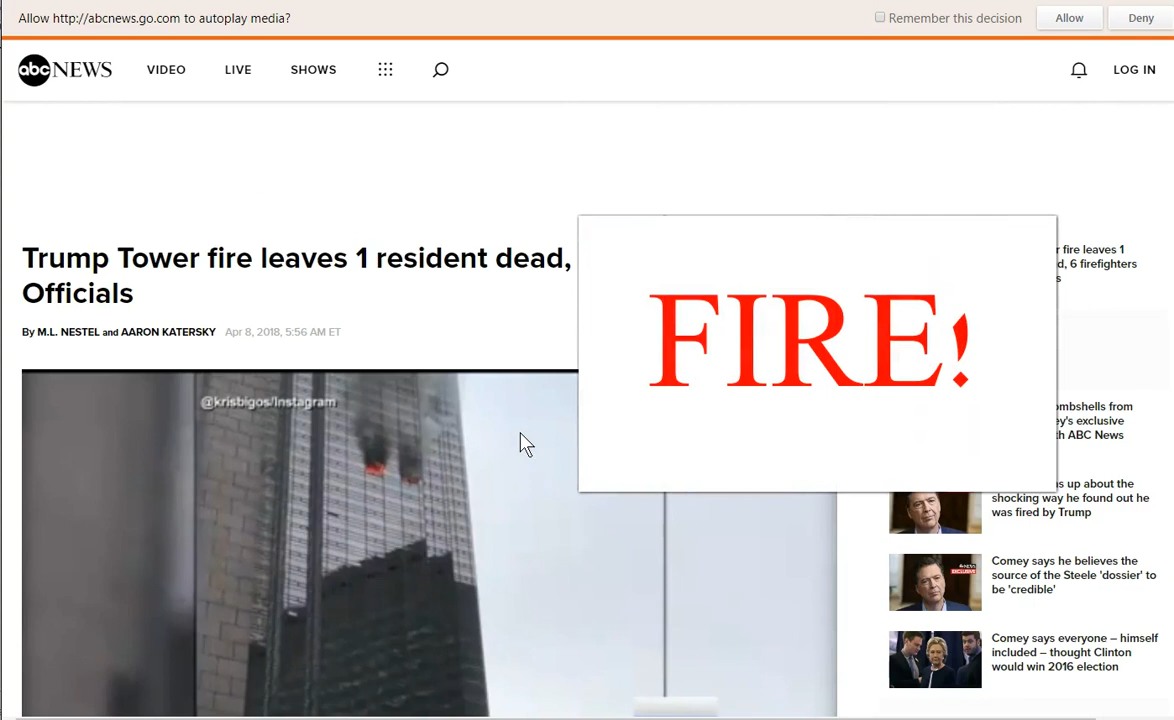 Allow http://abcnews.go.com to autoplay media?
Remember this decision
Allow
Deny
abc NEWS
VIDEO
LIVE
SHOWS
LOG IN
Trump Tower fire leaves 1 resident dead,
Officials
By M.L. NESTEL and AARON KATERSKY Apr 8, 2018, 5:56 AM ET
@krisbigos/Instagram
FIRE!
fire leaves 1
6 firefighters
ombshells from
ey's exclusive
ABC News
up about the
shocking way he found out he
was fired by Trump
Comey says he believes the
source of the Steele 'dossier' to
be 'credible'
Comey says everyone – himself
included – thought Clinton
would win 2016 election